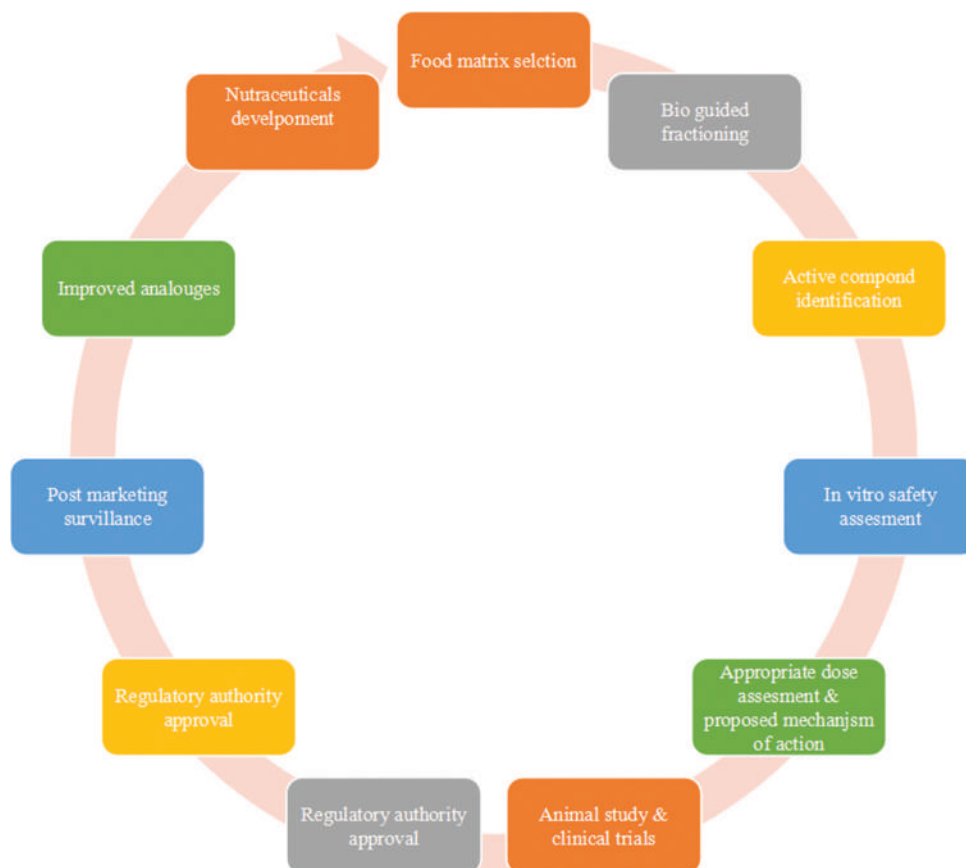 Food matrix selction
Bio guided
fractioning
Active compond
identification
In vitro safety
assesment
Appropriate dose
assesment &
proposed mechanjsm
of action
Animal study &
clinical trials
Regulatory authority
approval
Regulatory authority
approval
Post marketing
survillance
Improved analouges
Nutraceuticals
develpoment